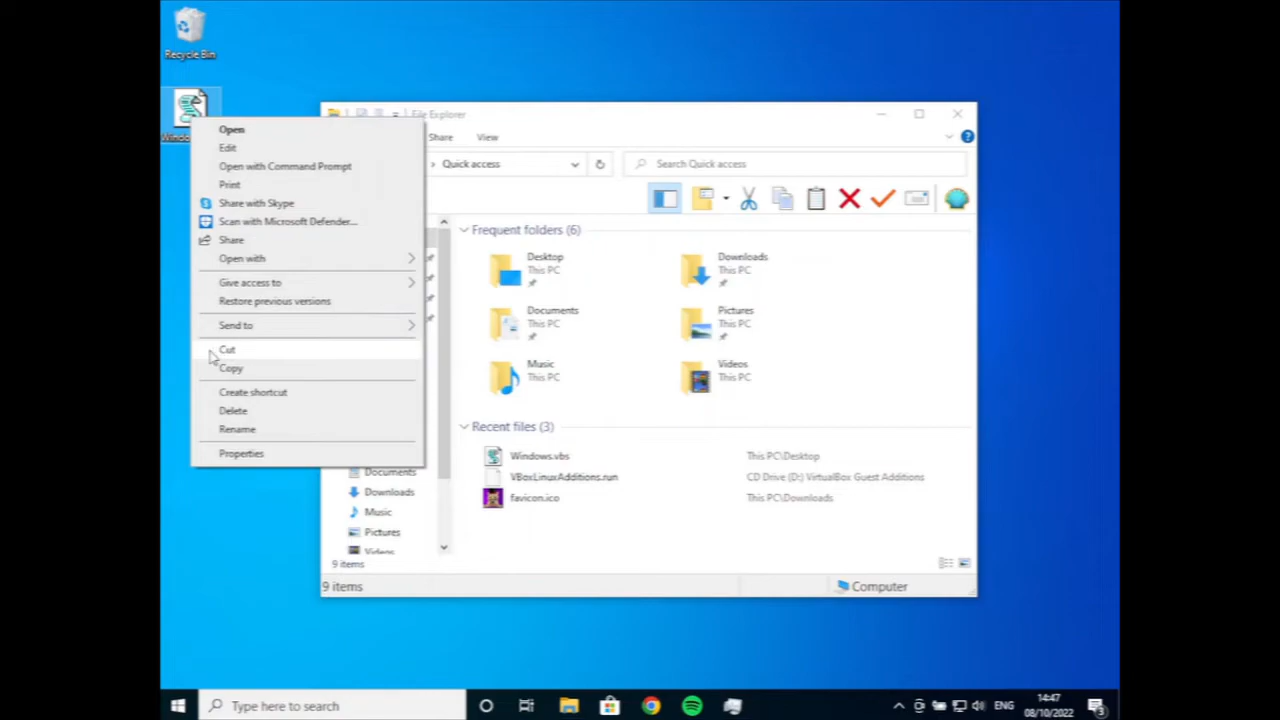 Recycle Bin
Open
Edit
Open with Command Prompt
Print
Share with Skype
Scan with Microsoft Defender...
Share
Open with
Give access to
Restore previous versions
Send to
Cut
Copy
Create shortcut
Delete
Rename
Properties
File Explorer
Share View
Quick access
Search Quick access
Frequent folders (6)
Desktop
This PC
Downloads
This PC
Documents
This PC
Pictures
This PC
Music
This PC
Videos
This PC
Recent files (3)
Windows.vbs This PC\Desktop
VBoxLinuxAdditions.run CD Drive (D:) VirtualBox Guest Additions
favicon.ico This PC\Downloads
Documents
Downloads
Music
Pictures
Videos
9 items
9 items
Computer
Type here to search
ENG
14:47
08/10/2022
3